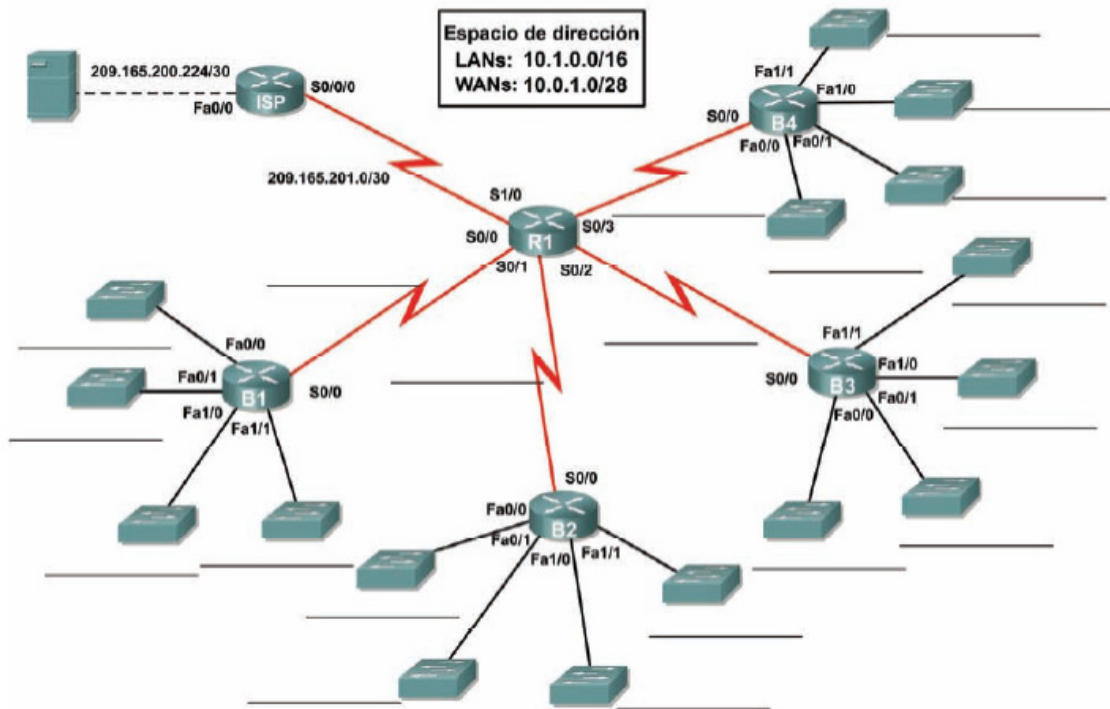 Espacio de dirección
LANs: 10.1.0.0/16
WANs: 10.0.1.0/28
209.165.200.224/30
S0/0/0
ISP
Fa0/0
209.165.201.0/30
S1/0
S0/0
R1
S0/3
S0/1
S0/2
Fa1/1
Fa1/0
S0/0
B4
Fa0/0
Fa0/1
Fa0/0
Fa0/1
B1
S0/0
Fa1/0
Fa1/1
Fa1/1
Fa1/0
S0/0
B3
Fa0/1
Fa0/0
S0/0
Fa0/0
B2
Fa0/1
Fa1/0
Fa1/1